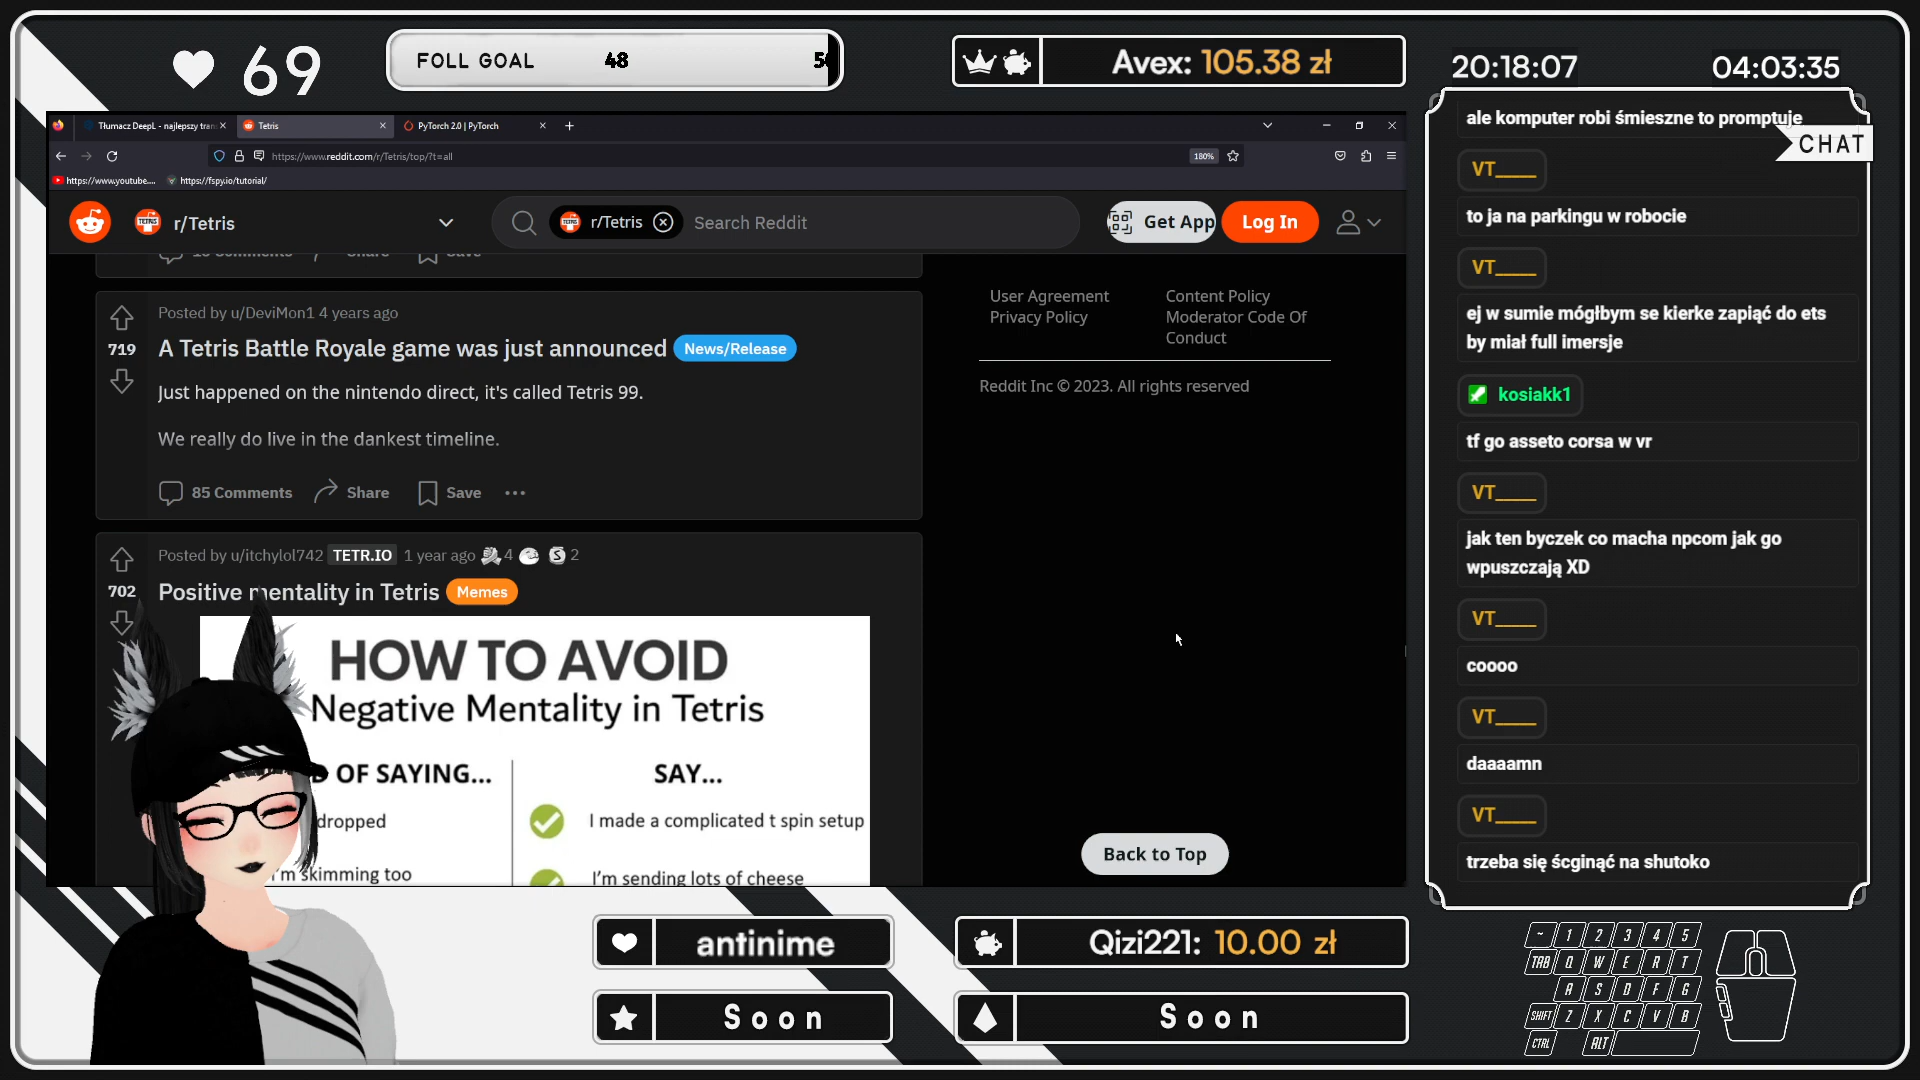 69
FOLL GOAL 48
Avex: 105.38 zł
20:18:07
04:03:35
Tłumacz DeepL - najlepszy tran
Tetris
PyTorch 2.0 | PyTorch
https://www.reddit.com/r/Tetris/top/?t=all
180%
https://www.youtube....
https://fspy.io/tutorial/
r/Tetris
r/Tetris
Search Reddit
Get App
Log In
Share
Save
Posted by u/DeviMon1 4 years ago
719
A Tetris Battle Royale game was just announced
News/Release
Just happened on the nintendo direct, it's called Tetris 99.
We really do live in the dankest timeline.
85 Comments
Share
Save
Posted by u/itchylol742 TETR.IO 1 year ago 4 2
702
Positive mentality in Tetris
Memes
HOW TO AVOID
Negative Mentality in Tetris
OF SAYING...
SAY...
dropped
I made a complicated t spin setup
I'm skimming too
I'm sending lots of cheese
User Agreement
Privacy Policy
Content Policy
Moderator Code Of
Conduct
Reddit Inc © 2023. All rights reserved
Back to Top
CHAT
ale komputer robi śmieszne to promptuje
VT_____
to ja na parkingu w robocie
VT_____
ej w sumie mógłbym se kierke zapiąć do ets
by miał full imersje
kosiakk1
tf go asseto corsa w vr
VT_____
jak ten byczek co macha npcom jak go
wpuszczają XD
VT_____
coooo
VT_____
daaaamn
VT_____
trzeba się ścginąć na shutoko
antinime
Qizi221: 10.00 zł
Soon
Soon
~ 1 2 3 4 5
TAB Q W E R T
A S D F G
SHIFT Z X C V B
CTRL ALT